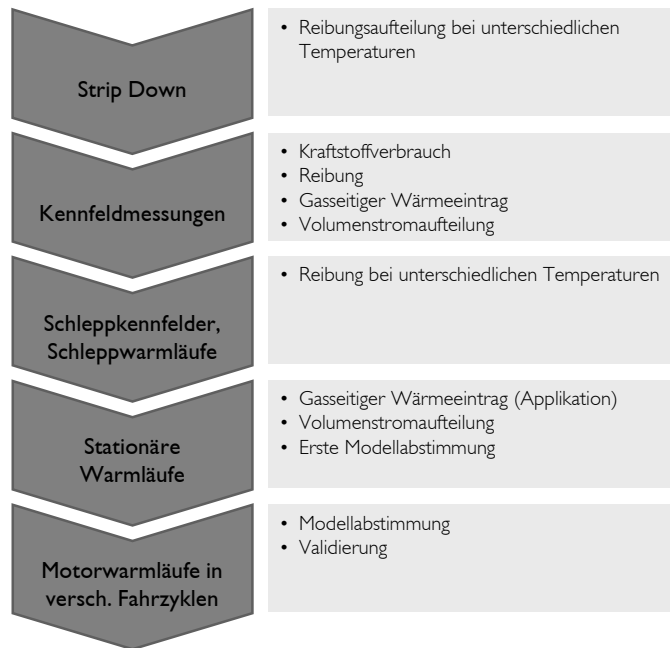 Strip Down
• Reibungsaufteilung bei unterschiedlichen
Temperaturen
Kennfeldmessungen
• Kraftstoffverbrauch
• Reibung
• Gasseitiger Wärmeeintrag
• Volumenstromaufteilung
Schleppkennfelder,
Schleppwarmläufe
• Reibung bei unterschiedlichen Temperaturen
Stationäre
Warmläufe
• Gasseitiger Wärmeeintrag (Applikation)
• Volumenstromaufteilung
• Erste Modellabstimmung
Motorwarmläufe in
versch. Fahrzyklen
• Modellabstimmung
• Validierung